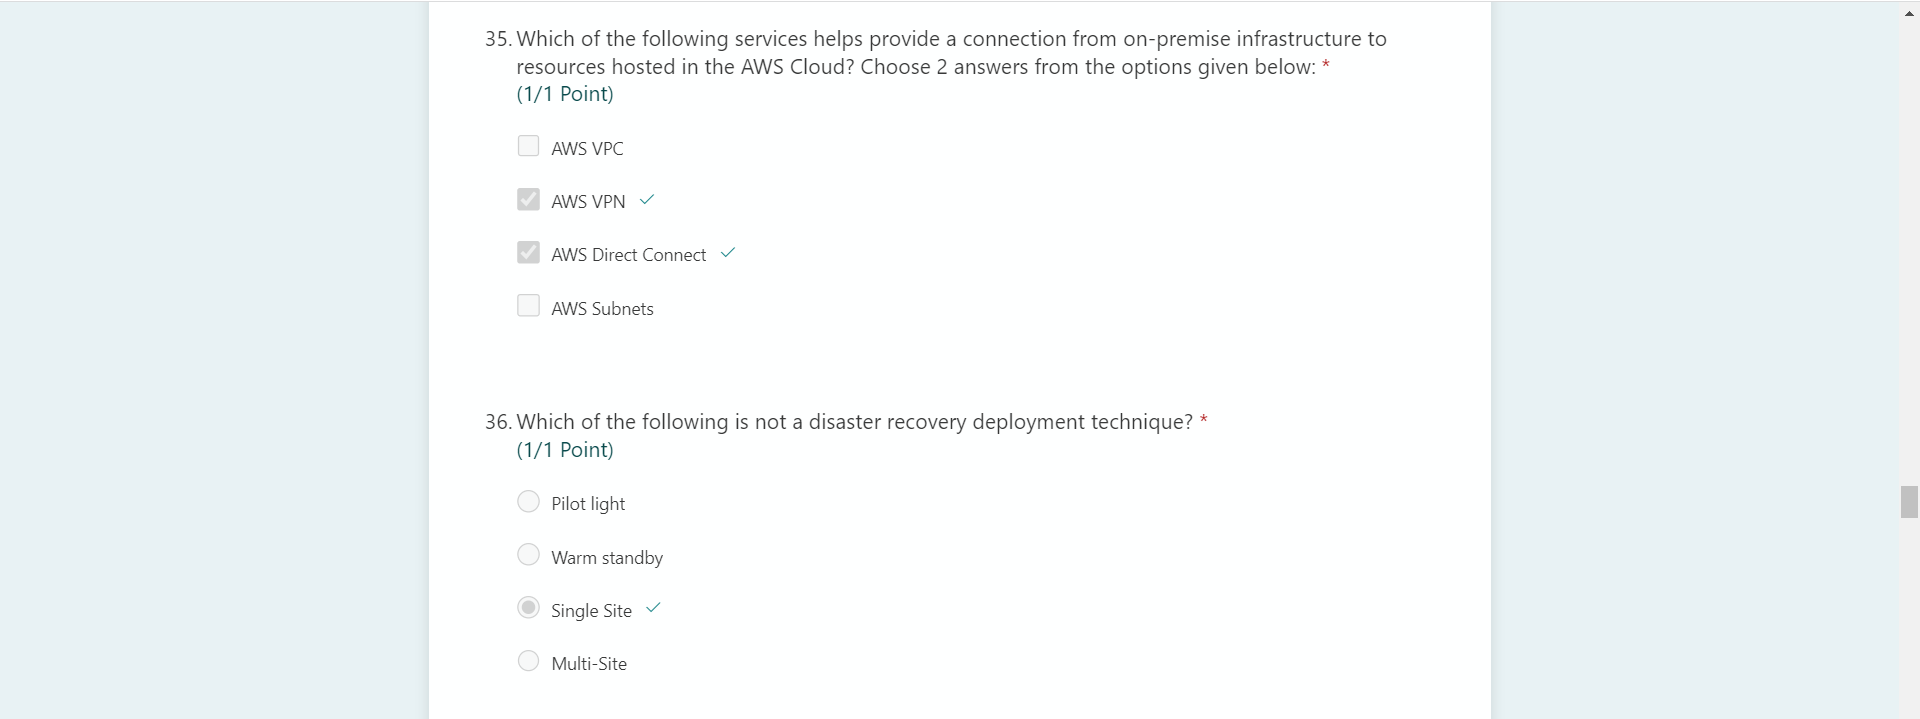 35. Which of the following services helps provide a connection from on-premise infrastructure to
resources hosted in the AWS Cloud? Choose 2 answers from the options given below: *
(1/1 Point)
AWS VPC
AWS VPN
AWS Direct Connect
AWS Subnets
36. Which of the following is not a disaster recovery deployment technique? *
(1/1 Point)
Pilot light
Warm standby
Single Site
Multi-Site